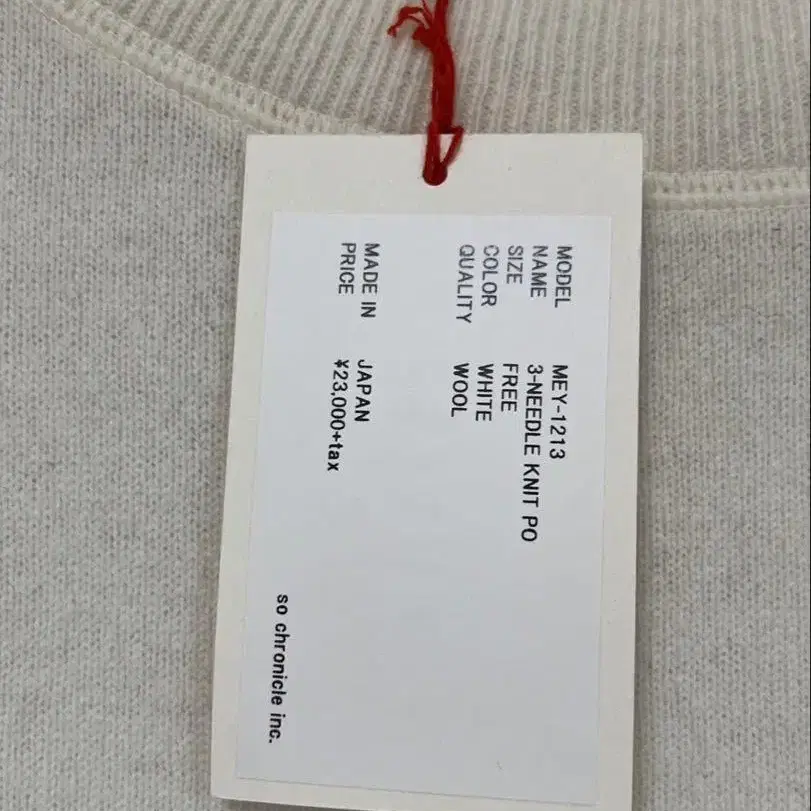 MODEL MEY-1213
NAME 3-NEEDLE KNIT PO
SIZE FREE
COLOR WHITE
QUALITY WOOL
MADE IN JAPAN
PRICE ¥23,000+tax
so chronicle inc.